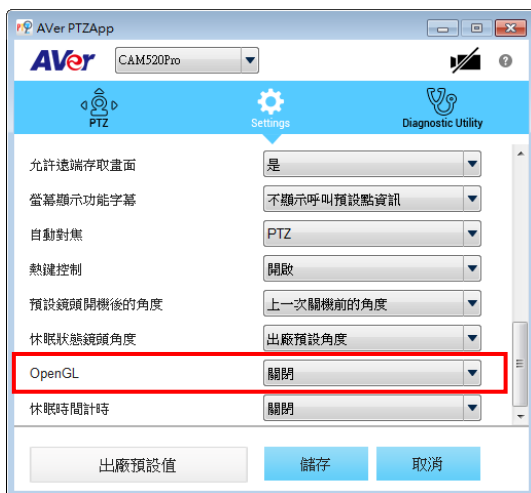 AVer PTZApp
AVer CAM520Pro
PTZ Settings Diagnostic Utility
允許遠端存取畫面 是
螢幕顯示功能字幕 不顯示呼叫預設點資訊
自動對焦 PTZ
熱鍵控制 開啟
預設鏡頭開機後的角度 上一次關機前的角度
休眠狀態鏡頭角度 出廠預設角度
OpenGL 關閉
休眠時間計時 關閉
出廠預設值 儲存 取消